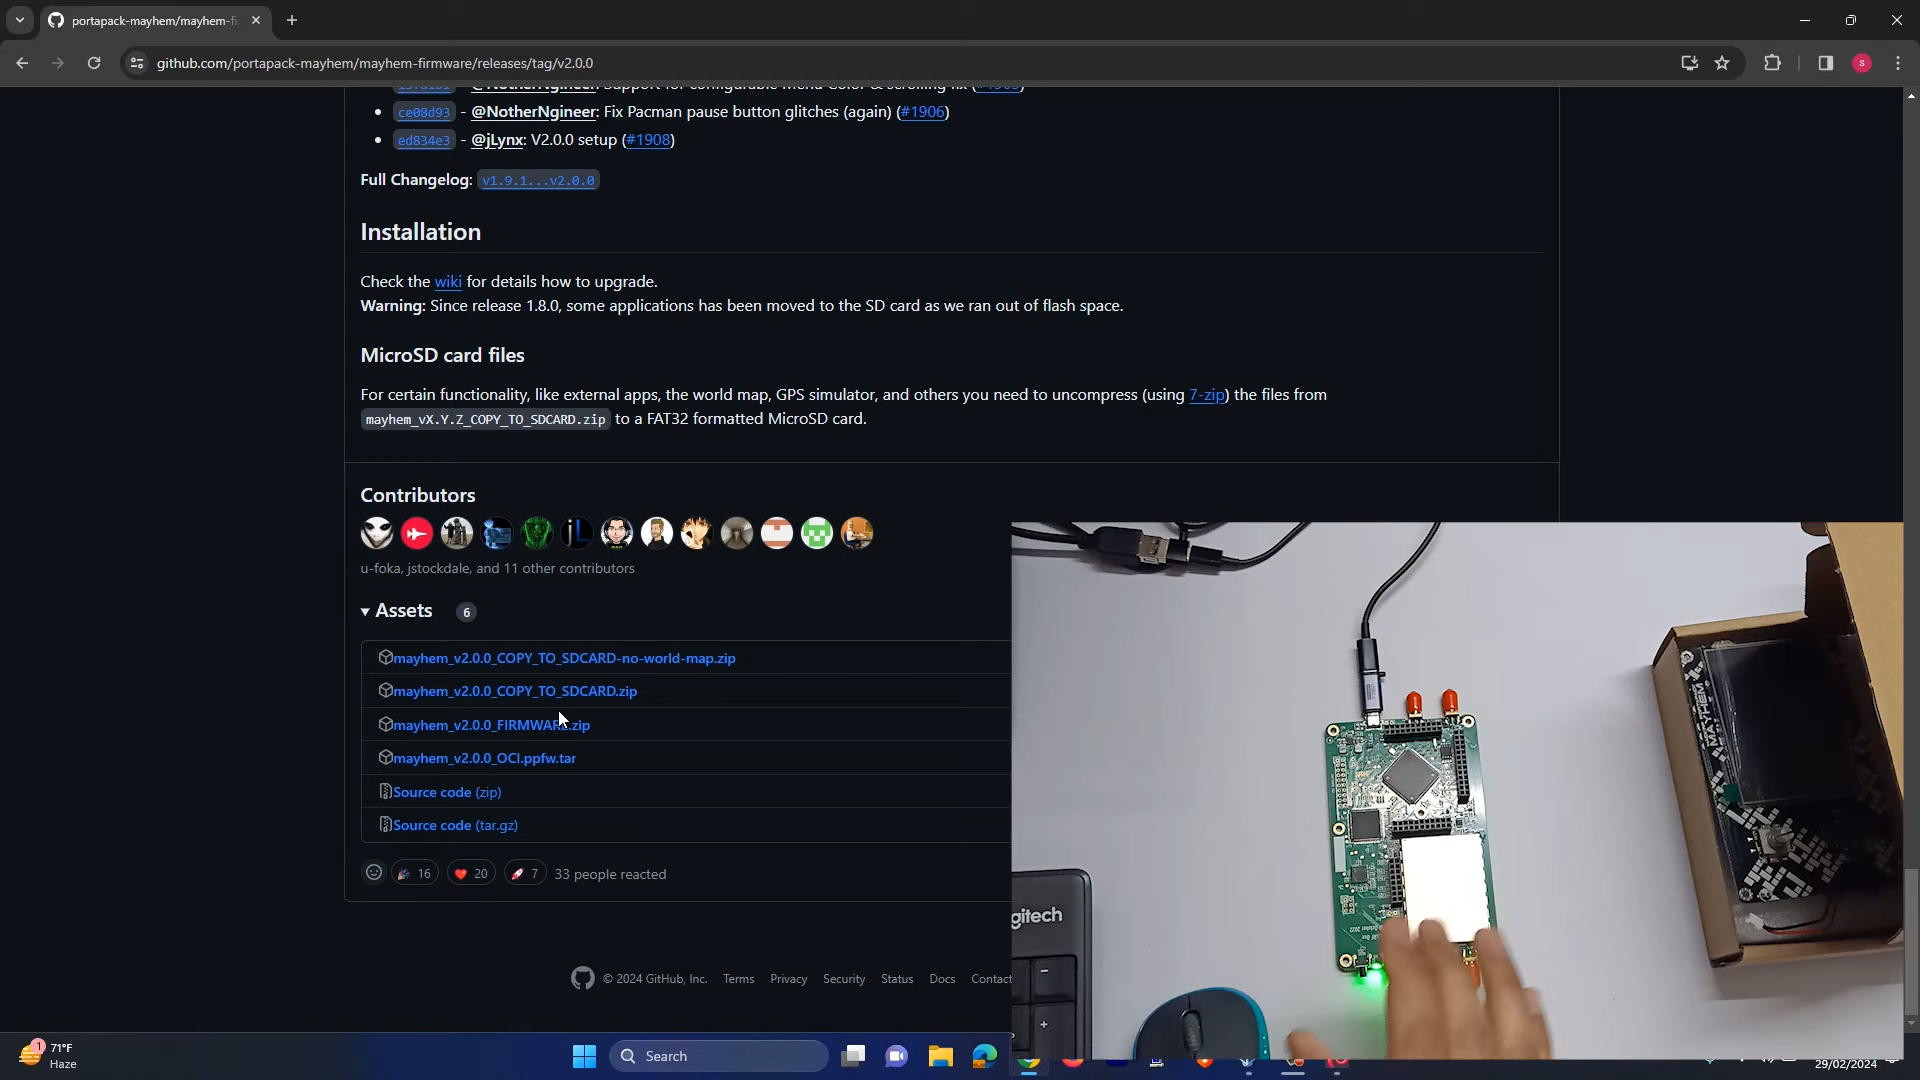 portapack-mayhem/mayhem-fi
github.com/portapack-mayhem/mayhem-firmware/releases/tag/v2.0.0
S
ce08d93 - @NotherNgineer: Fix Pacman pause button glitches (again) (#1906)
ed834e3 - @jLynx: V2.0.0 setup (#1908)
Full Changelog: v1.9.1...v2.0.0
Installation
Check the wiki for details how to upgrade.
Warning: Since release 1.8.0, some applications has been moved to the SD card as we ran out of flash space.
MicroSD card files
For certain functionality, like external apps, the world map, GPS simulator, and others you need to uncompress (using 7-zip) the files from
mayhem_vX.Y.Z_COPY_TO_SDCARD.zip to a FAT32 formatted MicroSD card.
Contributors
u-foka, jstockdale, and 11 other contributors
Assets 6
mayhem_v2.0.0_COPY_TO_SDCARD-no-world-map.zip
mayhem_v2.0.0_COPY_TO_SDCARD.zip
mayhem_v2.0.0_FIRMWARE.zip
mayhem_v2.0.0_OCI.ppfw.tar
Source code (zip)
Source code (tar.gz)
16 20 7 33 people reacted
© 2024 GitHub, Inc. Terms Privacy Security Status Docs Contact
gitech
MAYHEM
1
71°F
Haze
Search
29/02/2024